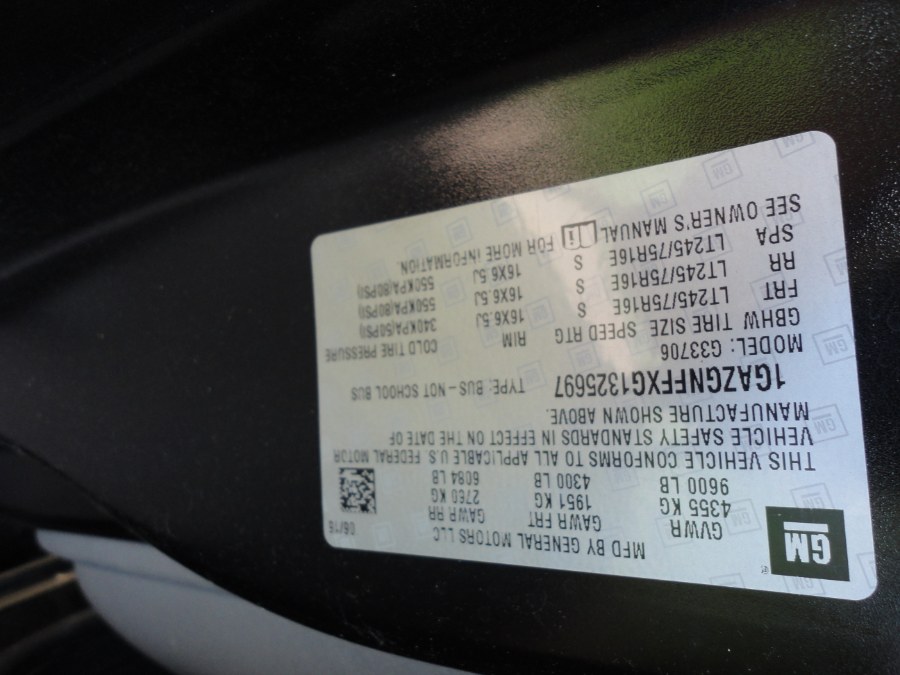 GM
MFD BY GENERAL MOTORS LLC 06/16
GVWR GAWR FRT GAWR RR
4355 KG 1951 KG 2760 KG
9600 LB 4300 LB 6084 LB
THIS VEHICLE CONFORMS TO ALL APPLICABLE U.S. FEDERAL MOTOR
VEHICLE SAFETY STANDARDS IN EFFECT ON THE DATE OF
MANUFACTURE SHOWN ABOVE.
1GAZGNFFXG1325697 TYPE: BUS - NOT SCHOOL BUS
MODEL: G33706
GBHW TIRE SIZE SPEED RTG RIM COLD TIRE PRESSURE
FRT LT245/75R16E S 16X6.5J 340KPA(50PSI)
RR LT245/75R16E S 16X6.5J 550KPA(80PSI)
SPA LT245/75R16E S 16X6.5J 550KPA(80PSI)
SEE OWNER'S MANUAL FOR MORE INFORMATION.